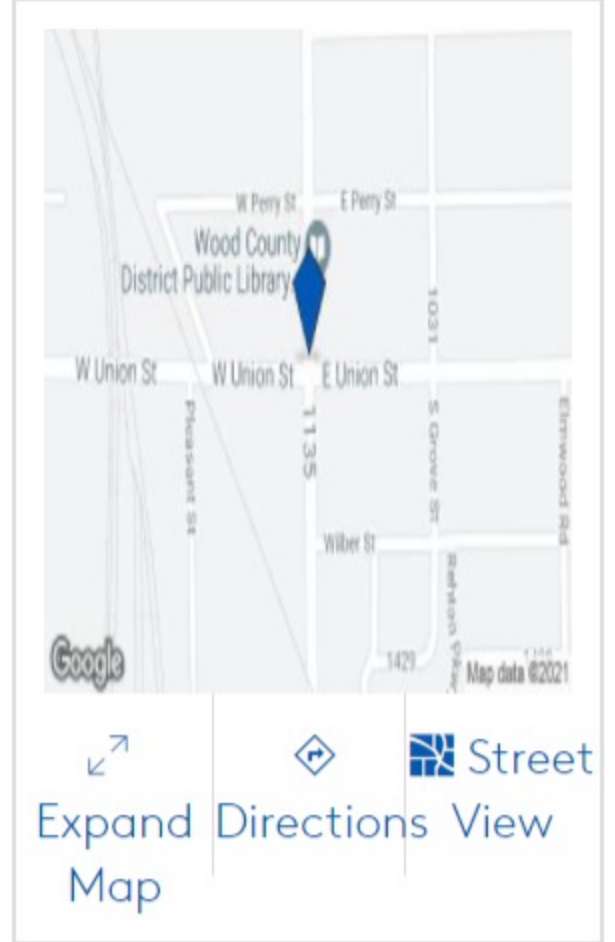 W Perry St
E Perry St
Wood County
District Public Library
1031
W Union St
W Union St
E Union St
Pleasant St
1135
S Grove St
Elmwood Rd
Wilber St
1429
Google
Map data ©2021
Expand
Map
Directions
Street
View